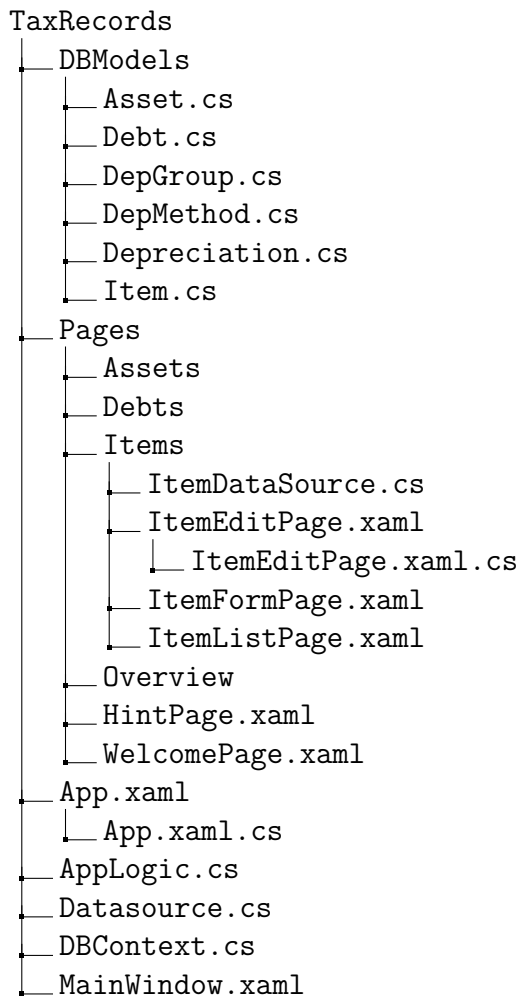 TaxRecords
DBModels
Asset.cs
Debt.cs
DepGroup.cs
DepMethod.cs
Depreciation.cs
Item.cs
Pages
Assets
Debts
Items
ItemDataSource.cs
ItemEditPage.xaml
ItemEditPage.xaml.cs
ItemFormPage.xaml
ItemListPage.xaml
Overview
HintPage.xaml
WelcomePage.xaml
App.xaml
App.xaml.cs
AppLogic.cs
Datasource.cs
DBContext.cs
MainWindow.xaml